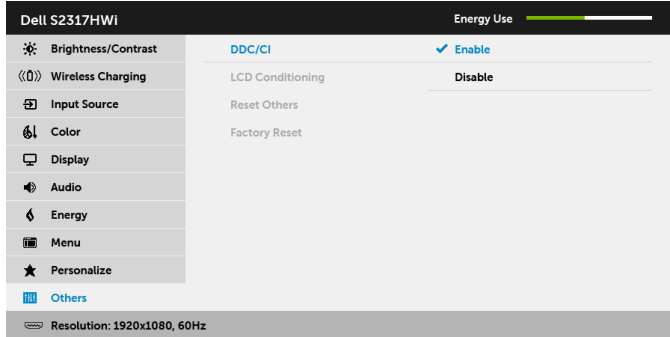 Dell S2317HWi
Energy Use
Brightness/Contrast
DDC/CI
Enable
Wireless Charging
LCD Conditioning
Disable
Input Source
Reset Others
Color
Factory Reset
Display
Audio
Energy
Menu
Personalize
Others
Resolution: 1920x1080, 60Hz